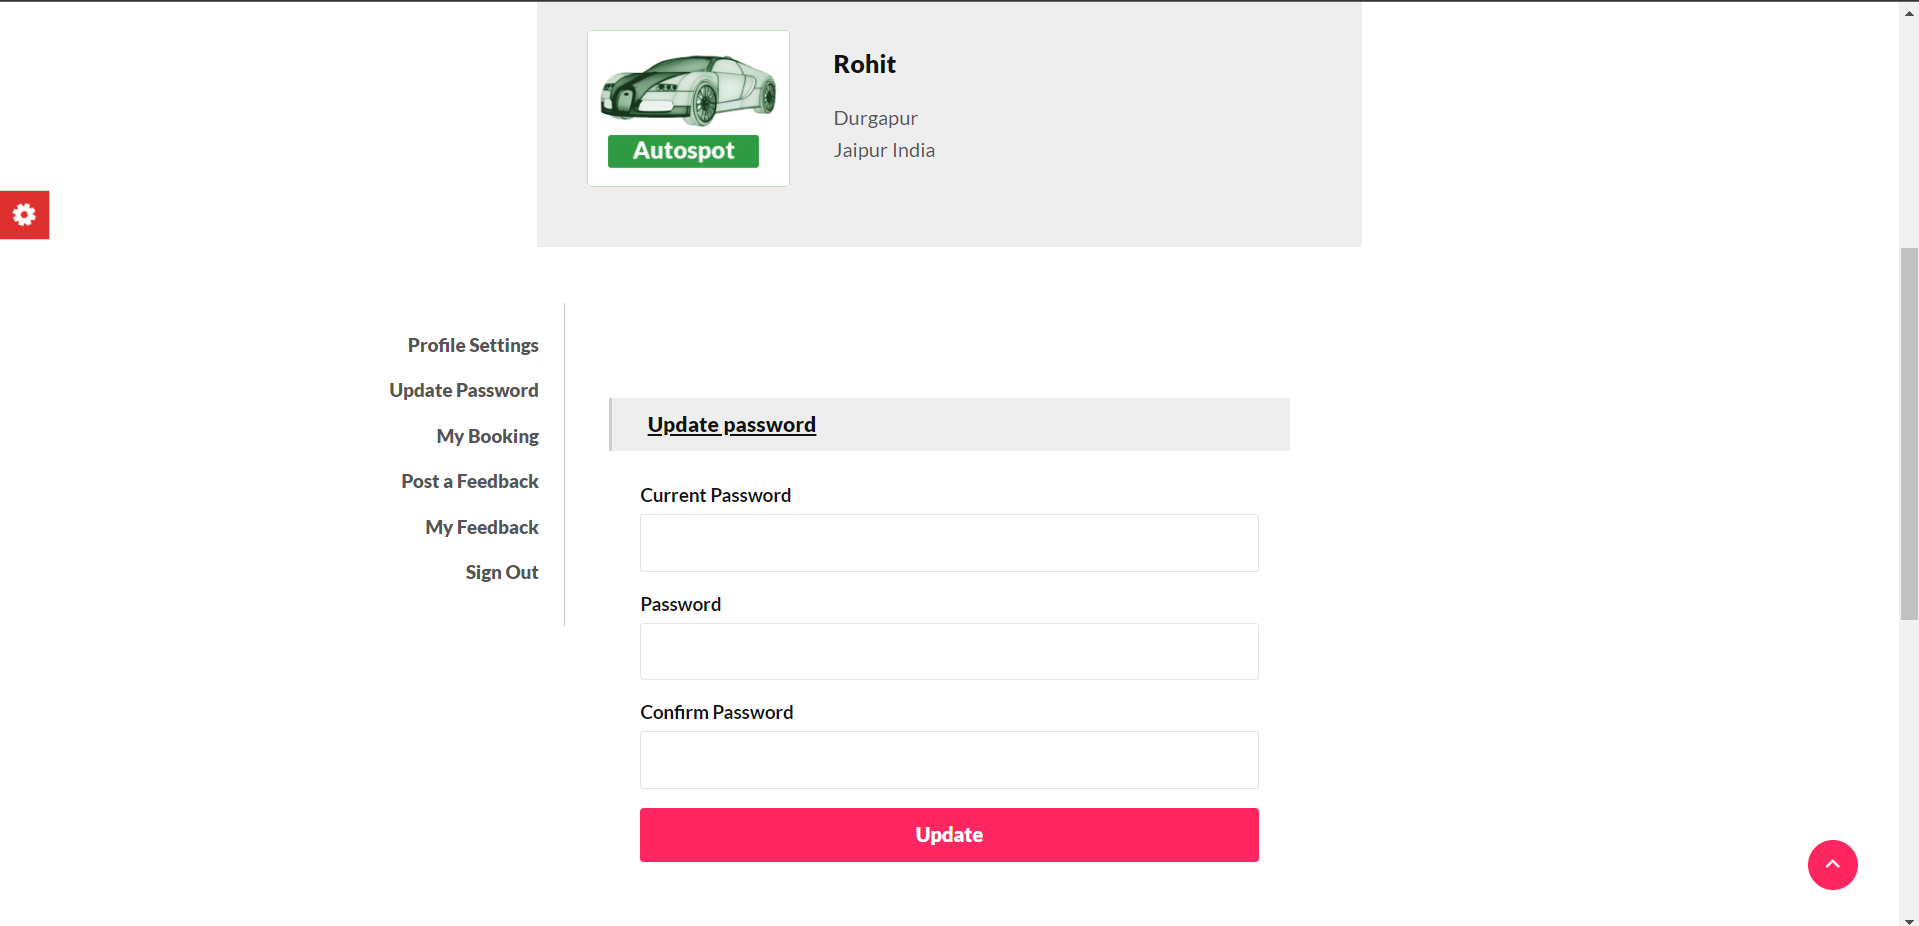 Autospot
Rohit
Durgapur
Jaipur India
Profile Settings
Update Password
My Booking
Post a Feedback
My Feedback
Sign Out
Update password
Current Password
Password
Confirm Password
Update